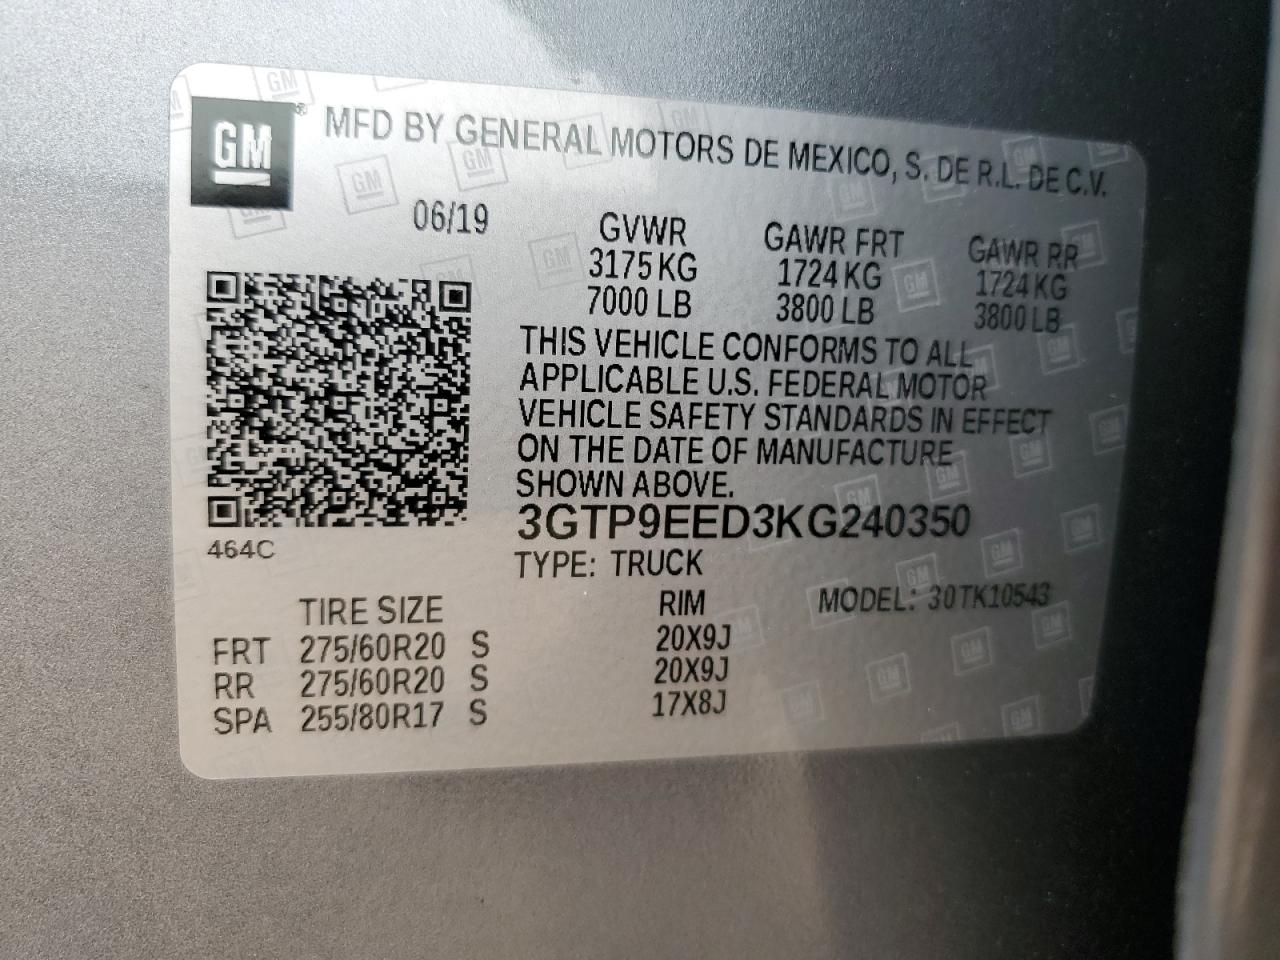 GM ® MFD BY GENERAL MOTORS DE MEXICO, S. DE R.L. DE C.V.
06/19
GVWR GAWR FRT GAWR RR
3175 KG 1724 KG 1724 KG
7000 LB 3800 LB 3800 LB
THIS VEHICLE CONFORMS TO ALL
APPLICABLE U.S. FEDERAL MOTOR
VEHICLE SAFETY STANDARDS IN EFFECT
ON THE DATE OF MANUFACTURE
SHOWN ABOVE.
3GTP9EED3KG240350
464C
TYPE: TRUCK
TIRE SIZE RIM MODEL: 30TK10543
FRT 275/60R20 S 20X9J
RR 275/60R20 S 20X9J
SPA 255/80R17 S 17X8J